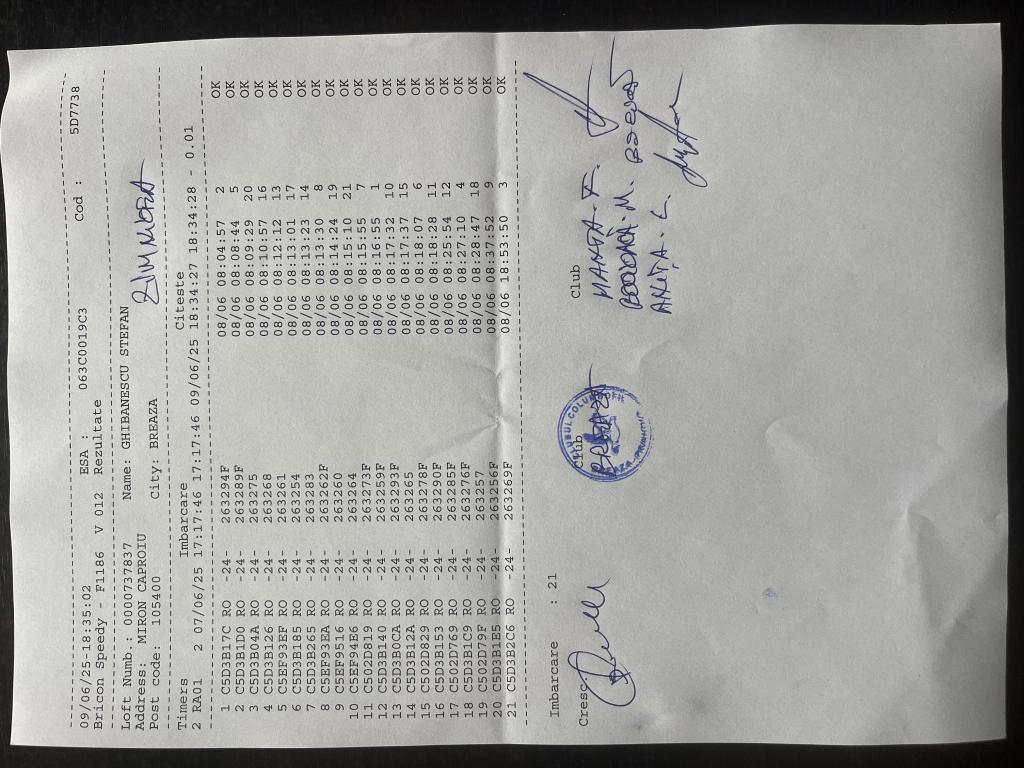 09/06/25-18:35:02 ESA : 063C0019C3 Cod : 5D7738
Bricon Speedy - F1186 V 012 Rezultate
Loft Numb.: 0000737837 Name: GHIBANESCU STEFAN
Address: MIRON CAPROIU
Post code: 105400 City: BREAZA
Timers Imbarcare Citeste
2 RA01 2 07/06/25 17:17:46 17:17:46 09/06/25 18:34:27 18:34:28 - 0.01
1 C5D3B17C RO -24- 263294F 08/06 08:04:57 2 OK
2 C5D3B1D0 RO -24- 263289F 08/06 08:08:44 5 OK
3 C5D3B04A RO -24- 263275 08/06 08:09:29 20 OK
4 C5D3B126 RO -24- 263268 08/06 08:10:57 16 OK
5 C5EF93EF RO -24- 263261 08/06 08:12:12 13 OK
6 C5D3B185 RO -24- 263254 08/06 08:13:01 17 OK
7 C5D3B265 RO -24- 263283 08/06 08:13:23 14 OK
8 C5EF93EA RO -24- 263262F 08/06 08:13:30 8 OK
9 C5EF9516 RO -24- 263260 08/06 08:14:24 19 OK
10 C5EF94E6 RO -24- 263264 08/06 08:15:10 21 OK
11 C502D819 RO -24- 263273F 08/06 08:15:55 7 OK
12 C5D3B140 RO -24- 263259F 08/06 08:16:55 1 OK
13 C5D3B0CA RO -24- 263293F 08/06 08:17:32 10 OK
14 C5D3B12A RO -24- 263265 08/06 08:17:37 15 OK
15 C502D829 RO -24- 263278F 08/06 08:18:07 6 OK
16 C5D3B153 RO -24- 263290F 08/06 08:18:28 11 OK
17 C502D769 RO -24- 263285F 08/06 08:25:54 12 OK
18 C5D3B1C9 RO -24- 263276F 08/06 08:27:10 4 OK
19 C502D79F RO -24- 263257 08/06 08:28:47 18 OK
20 C5D3B1E5 RO -24- 263256F 08/06 08:37:52 9 OK
21 C5D3B2C6 RO -24- 263269F 08/06 18:53:50 3 OK
Imbarcare : 21
Cresc. Club Club